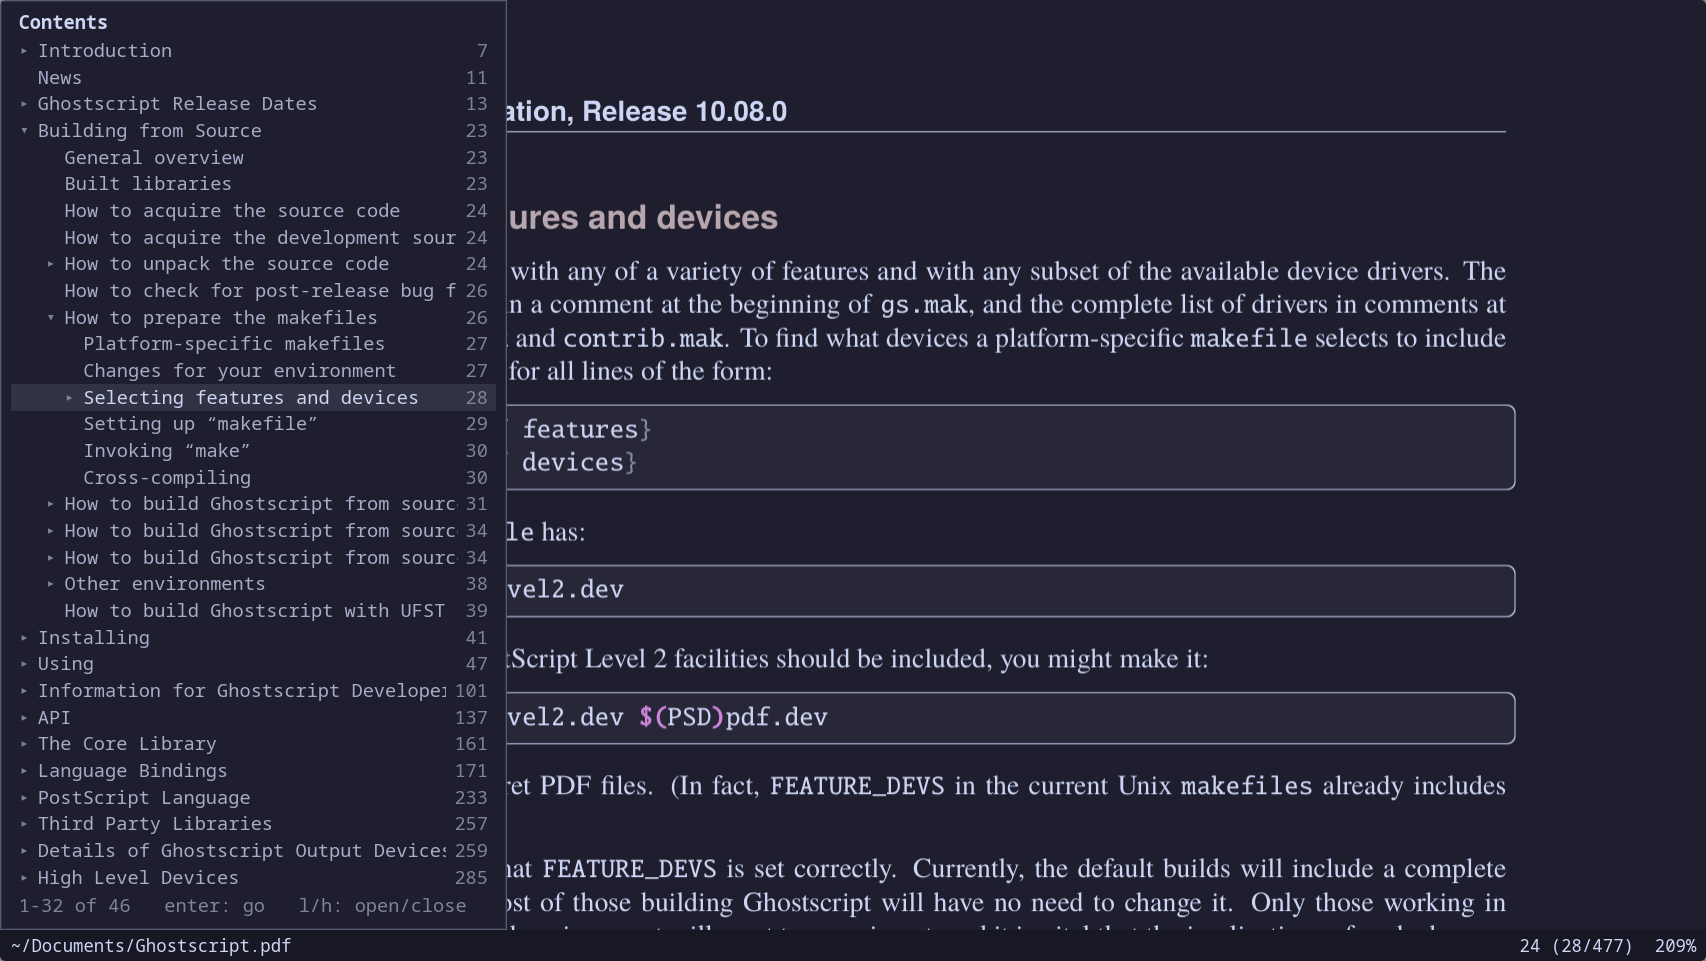 Contents
▸ Introduction 7
News 11
▸ Ghostscript Release Dates 13
▾ Building from Source 23
General overview 23
Built libraries 23
How to acquire the source code 24
How to acquire the development sour 24
▸ How to unpack the source code 24
How to check for post-release bug f 26
▾ How to prepare the makefiles 26
Platform-specific makefiles 27
Changes for your environment 27
▸ Selecting features and devices 28
Setting up “makefile” 29
Invoking “make” 30
Cross-compiling 30
▸ How to build Ghostscript from sourc 31
▸ How to build Ghostscript from sourc 34
▸ How to build Ghostscript from sourc 34
▸ Other environments 38
How to build Ghostscript with UFST 39
▸ Installing 41
▸ Using 47
▸ Information for Ghostscript Developer 101
▸ API 137
▸ The Core Library 161
▸ Language Bindings 171
▸ PostScript Language 233
▸ Third Party Libraries 257
▸ Details of Ghostscript Output Devices 259
▸ High Level Devices 285
1-32 of 46 enter: go l/h: open/close
ation, Release 10.08.0
ures and devices
with any of a variety of features and with any subset of the available device drivers. The
in a comment at the beginning of gs.mak, and the complete list of drivers in comments at
and contrib.mak. To find what devices a platform-specific makefile selects to include
for all lines of the form:
features}
devices}
le has:
vel2.dev
tScript Level 2 facilities should be included, you might make it:
vel2.dev $(PSD)pdf.dev
ret PDF files. (In fact, FEATURE_DEVS in the current Unix makefiles already includes
hat FEATURE_DEVS is set correctly. Currently, the default builds will include a complete
ost of those building Ghostscript will have no need to change it. Only those working in
~/Documents/Ghostscript.pdf 24 (28/477) 209%